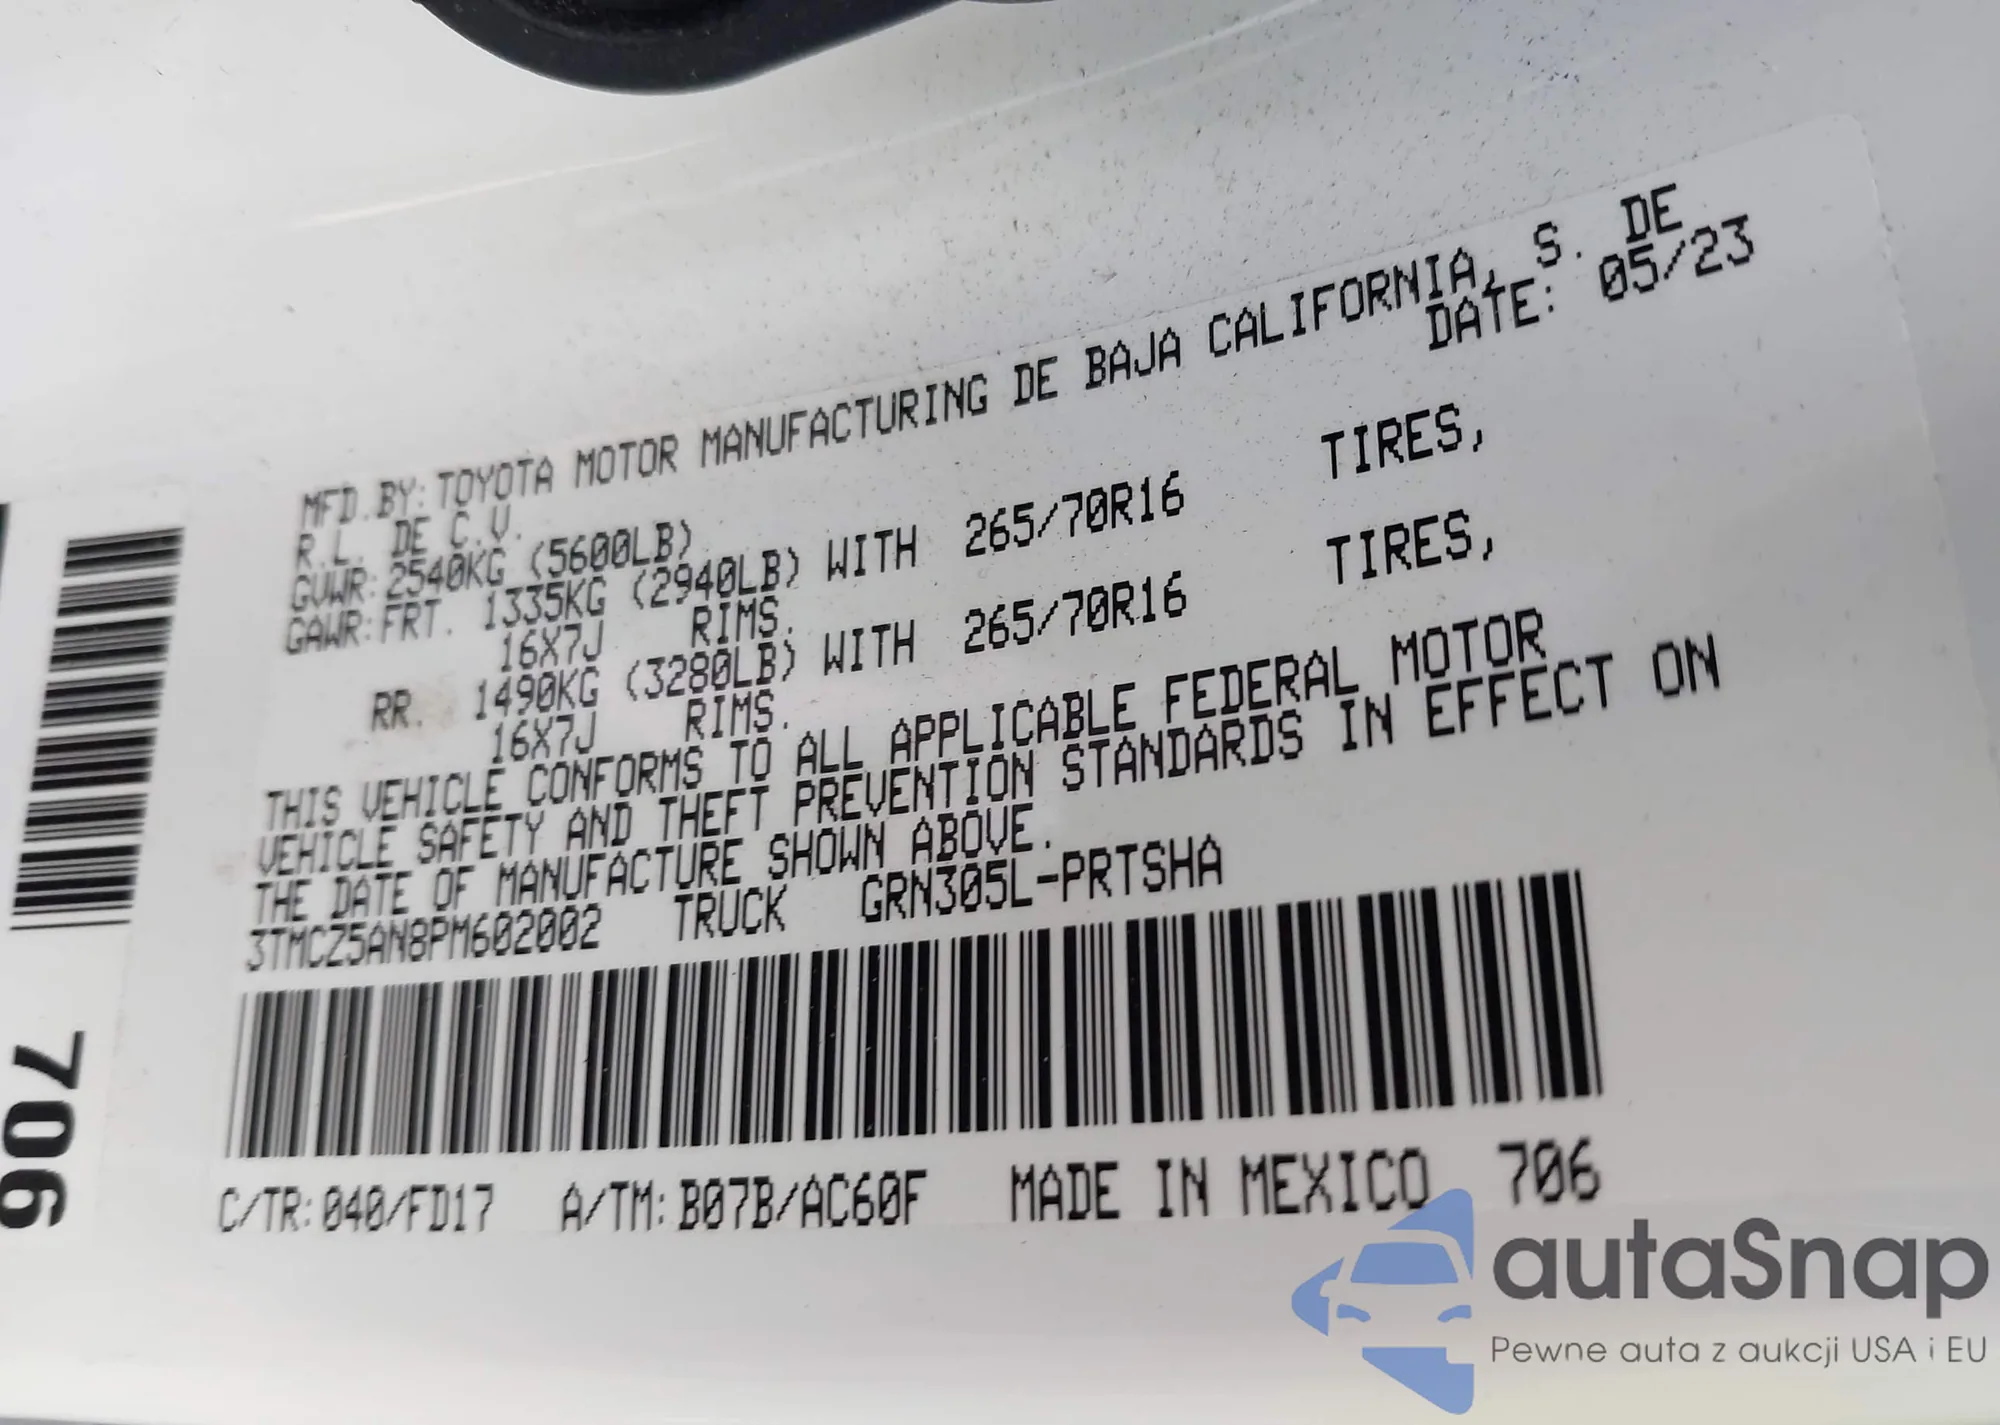 MFD.BY:TOYOTA MOTOR MANUFACTURING DE BAJA CALIFORNIA, S. DE
R.L. DE C.V. DATE: 05/23
GVWR:2540KG (5600LB)
GAWR:FRT. 1335KG (2940LB) WITH 265/70R16 TIRES,
16X7J RIMS.
RR. 1490KG (3280LB) WITH 265/70R16 TIRES,
16X7J RIMS.
THIS VEHICLE CONFORMS TO ALL APPLICABLE FEDERAL MOTOR
VEHICLE SAFETY AND THEFT PREVENTION STANDARDS IN EFFECT ON
THE DATE OF MANUFACTURE SHOWN ABOVE.
3TMCZ5AN8PM602002 TRUCK GRN305L-PRTSHA
C/TR:040/FD17 A/TM:B07B/AC60F MADE IN MEXICO 706
706
autaSnap
Pewne auta z aukcji USA i EU